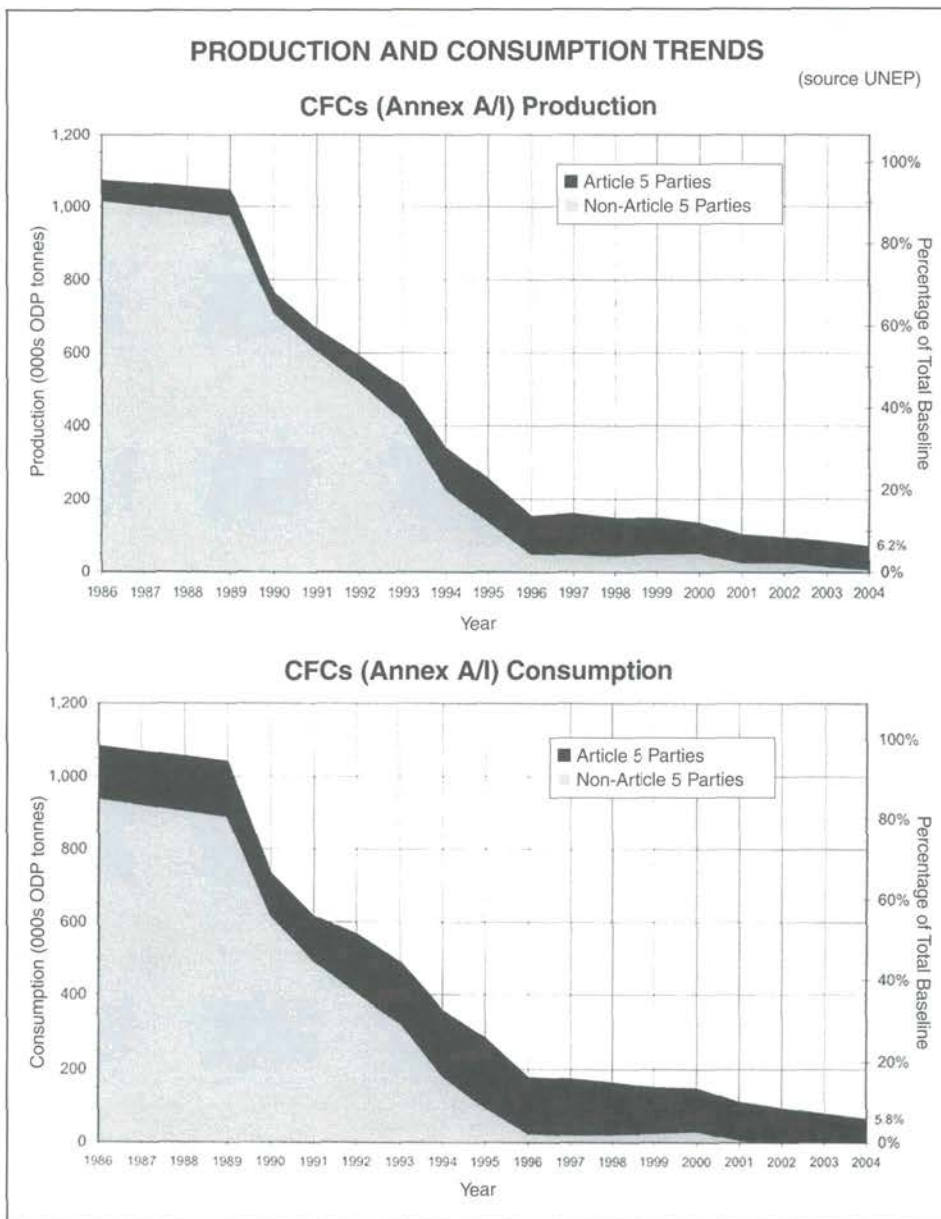 PRODUCTION AND CONSUMPTION TRENDS
(source UNEP)
CFCs (Annex A/I) Production
1,200
1,000
800
600
400
200
0
Production (000s ODP tonnes)
Article 5 Parties
Non-Article 5 Parties
100%
80%
60%
40%
20%
6.2%
0%
Percentage of Total Baseline
1986 1987 1988 1989 1990 1991 1992 1993 1994 1995 1996 1997 1998 1999 2000 2001 2002 2003 2004
Year
CFCs (Annex A/I) Consumption
1,200
1,000
800
600
400
200
0
Consumption (000s ODP tonnes)
Article 5 Parties
Non-Article 5 Parties
100%
80%
60%
40%
20%
5.8%
0%
Percentage of Total Baseline
1986 1987 1988 1989 1990 1991 1992 1993 1994 1995 1996 1997 1998 1999 2000 2001 2002 2003 2004
Year